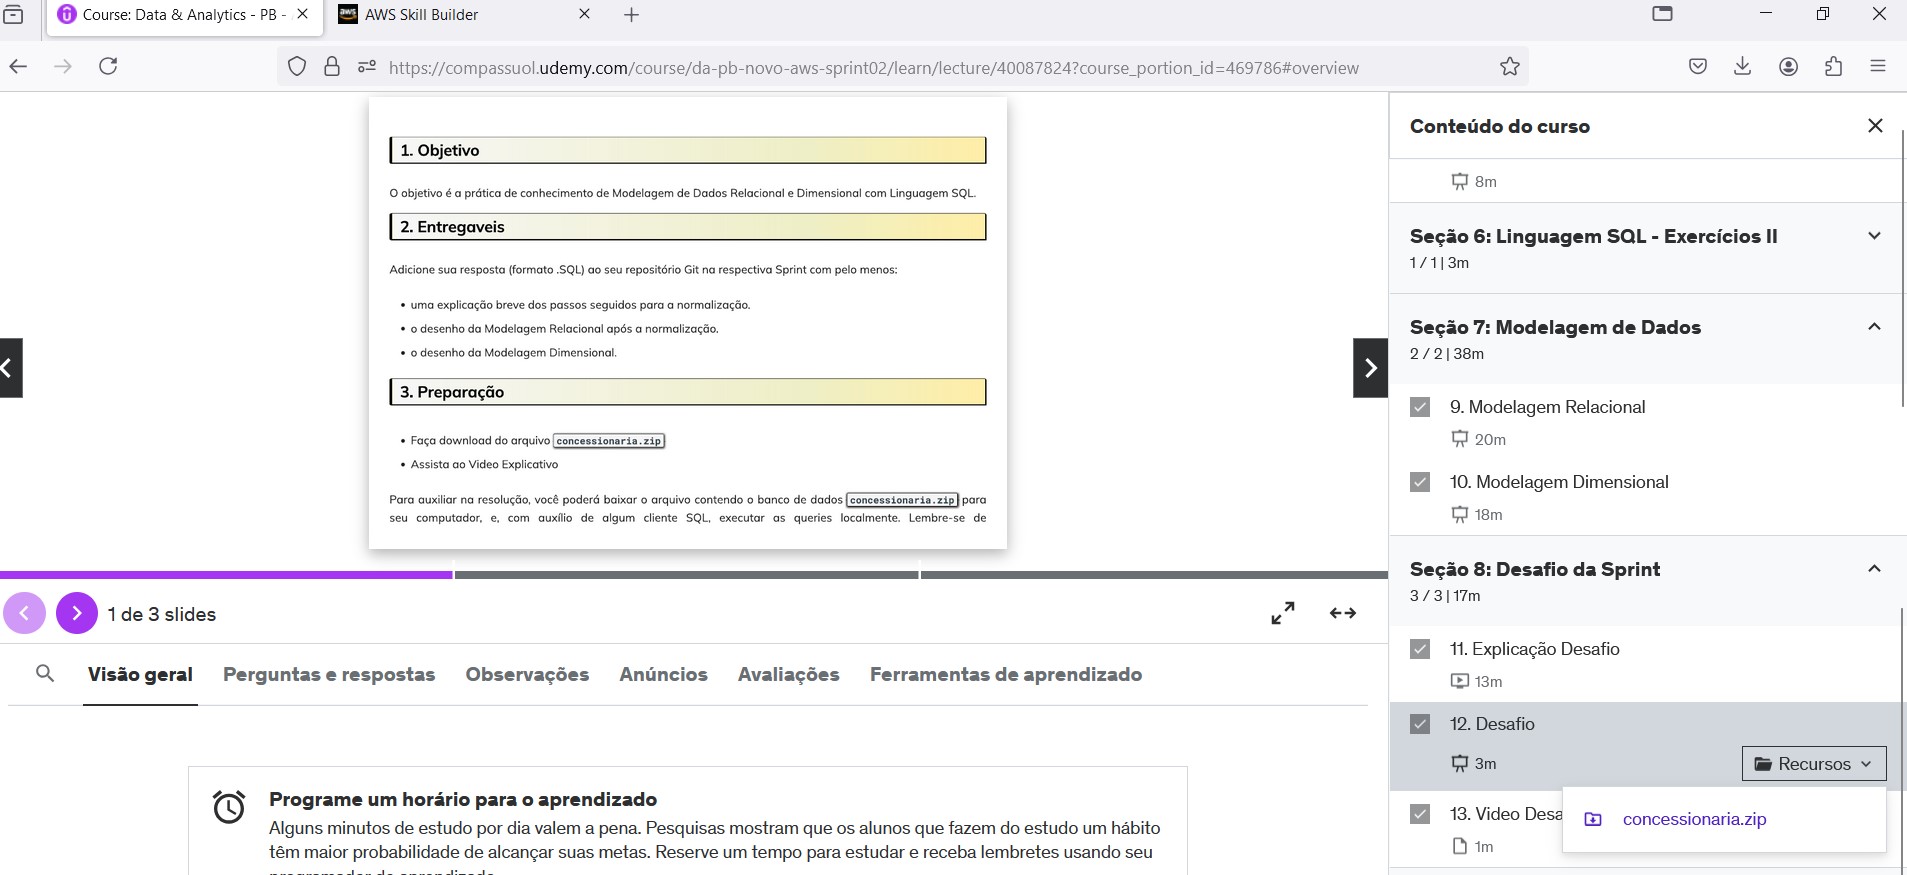 Course: Data & Analytics - PB -
AWS Skill Builder
https://compassuol.udemy.com/course/da-pb-novo-aws-sprint02/learn/lecture/40087824?course_portion_id=469786#overview
1. Objetivo
O objetivo é a prática de conhecimento de Modelagem de Dados Relacional e Dimensional com Linguagem SQL.
2. Entregaveis
Adicione sua resposta (formato .SQL) ao seu repositório Git na respectiva Sprint com pelo menos:
• uma explicação breve dos passos seguidos para a normalização.
• o desenho da Modelagem Relacional após a normalização.
• o desenho da Modelagem Dimensional.
3. Preparação
• Faça download do arquivo concessionaria.zip
• Assista ao Video Explicativo
Para auxiliar na resolução, você poderá baixar o arquivo contendo o banco de dados concessionaria.zip para
seu computador, e, com auxílio de algum cliente SQL, executar as queries localmente. Lembre-se de
1 de 3 slides
Visão geral
Perguntas e respostas
Observações
Anúncios
Avaliações
Ferramentas de aprendizado
Programe um horário para o aprendizado
Alguns minutos de estudo por dia valem a pena. Pesquisas mostram que os alunos que fazem do estudo um hábito
têm maior probabilidade de alcançar suas metas. Reserve um tempo para estudar e receba lembretes usando seu
programador de aprendizado.
Conteúdo do curso
8m
Seção 6: Linguagem SQL - Exercícios II
1 / 1 | 3m
Seção 7: Modelagem de Dados
2 / 2 | 38m
9. Modelagem Relacional
20m
10. Modelagem Dimensional
18m
Seção 8: Desafio da Sprint
3 / 3 | 17m
11. Explicação Desafio
13m
12. Desafio
3m
Recursos
13. Video Desa
concessionaria.zip
1m